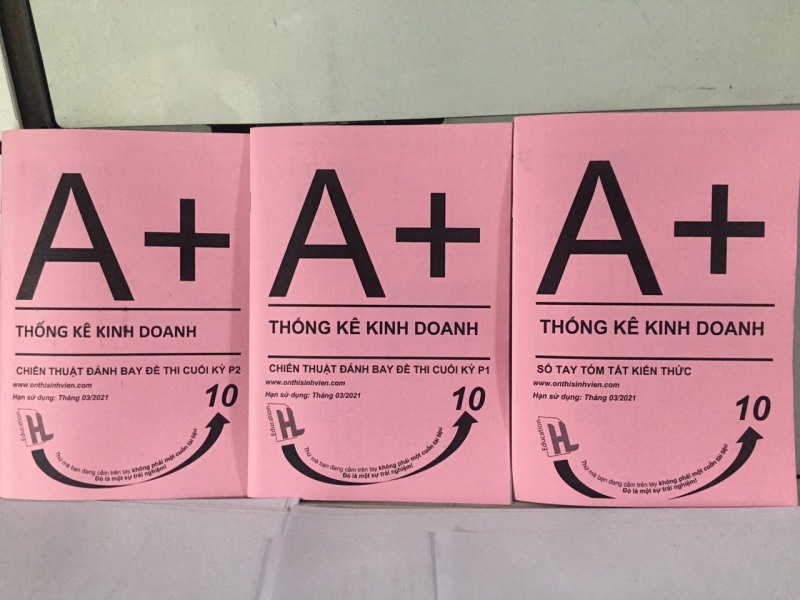 A+
THỐNG KÊ KINH DOANH
CHIẾN THUẬT ĐÁNH BAY ĐỀ THI CUỐI KỲ P2
www.onthisinhvien.com
Hạn sử dụng: Tháng 03/2021
10
HL
Education
Thứ mà bạn đang cầm trên tay không phải một cuốn tài liệu
Đó là một sự trải nghiệm!
A+
THỐNG KÊ KINH DOANH
CHIẾN THUẬT ĐÁNH BAY ĐỀ THI CUỐI KỲ P1
www.onthisinhvien.com
Hạn sử dụng: Tháng 03/2021
10
HL
Education
Thứ mà bạn đang cầm trên tay không phải một cuốn tài liệu
Đó là một sự trải nghiệm!
A+
THỐNG KÊ KINH DOANH
SỔ TAY TÓM TẮT KIẾN THỨC
www.onthisinhvien.com
Hạn sử dụng: Tháng 03/2021
10
HL
Education
Thứ mà bạn đang cầm trên tay không phải một cuốn tài liệu
Đó là một sự trải nghiệm!